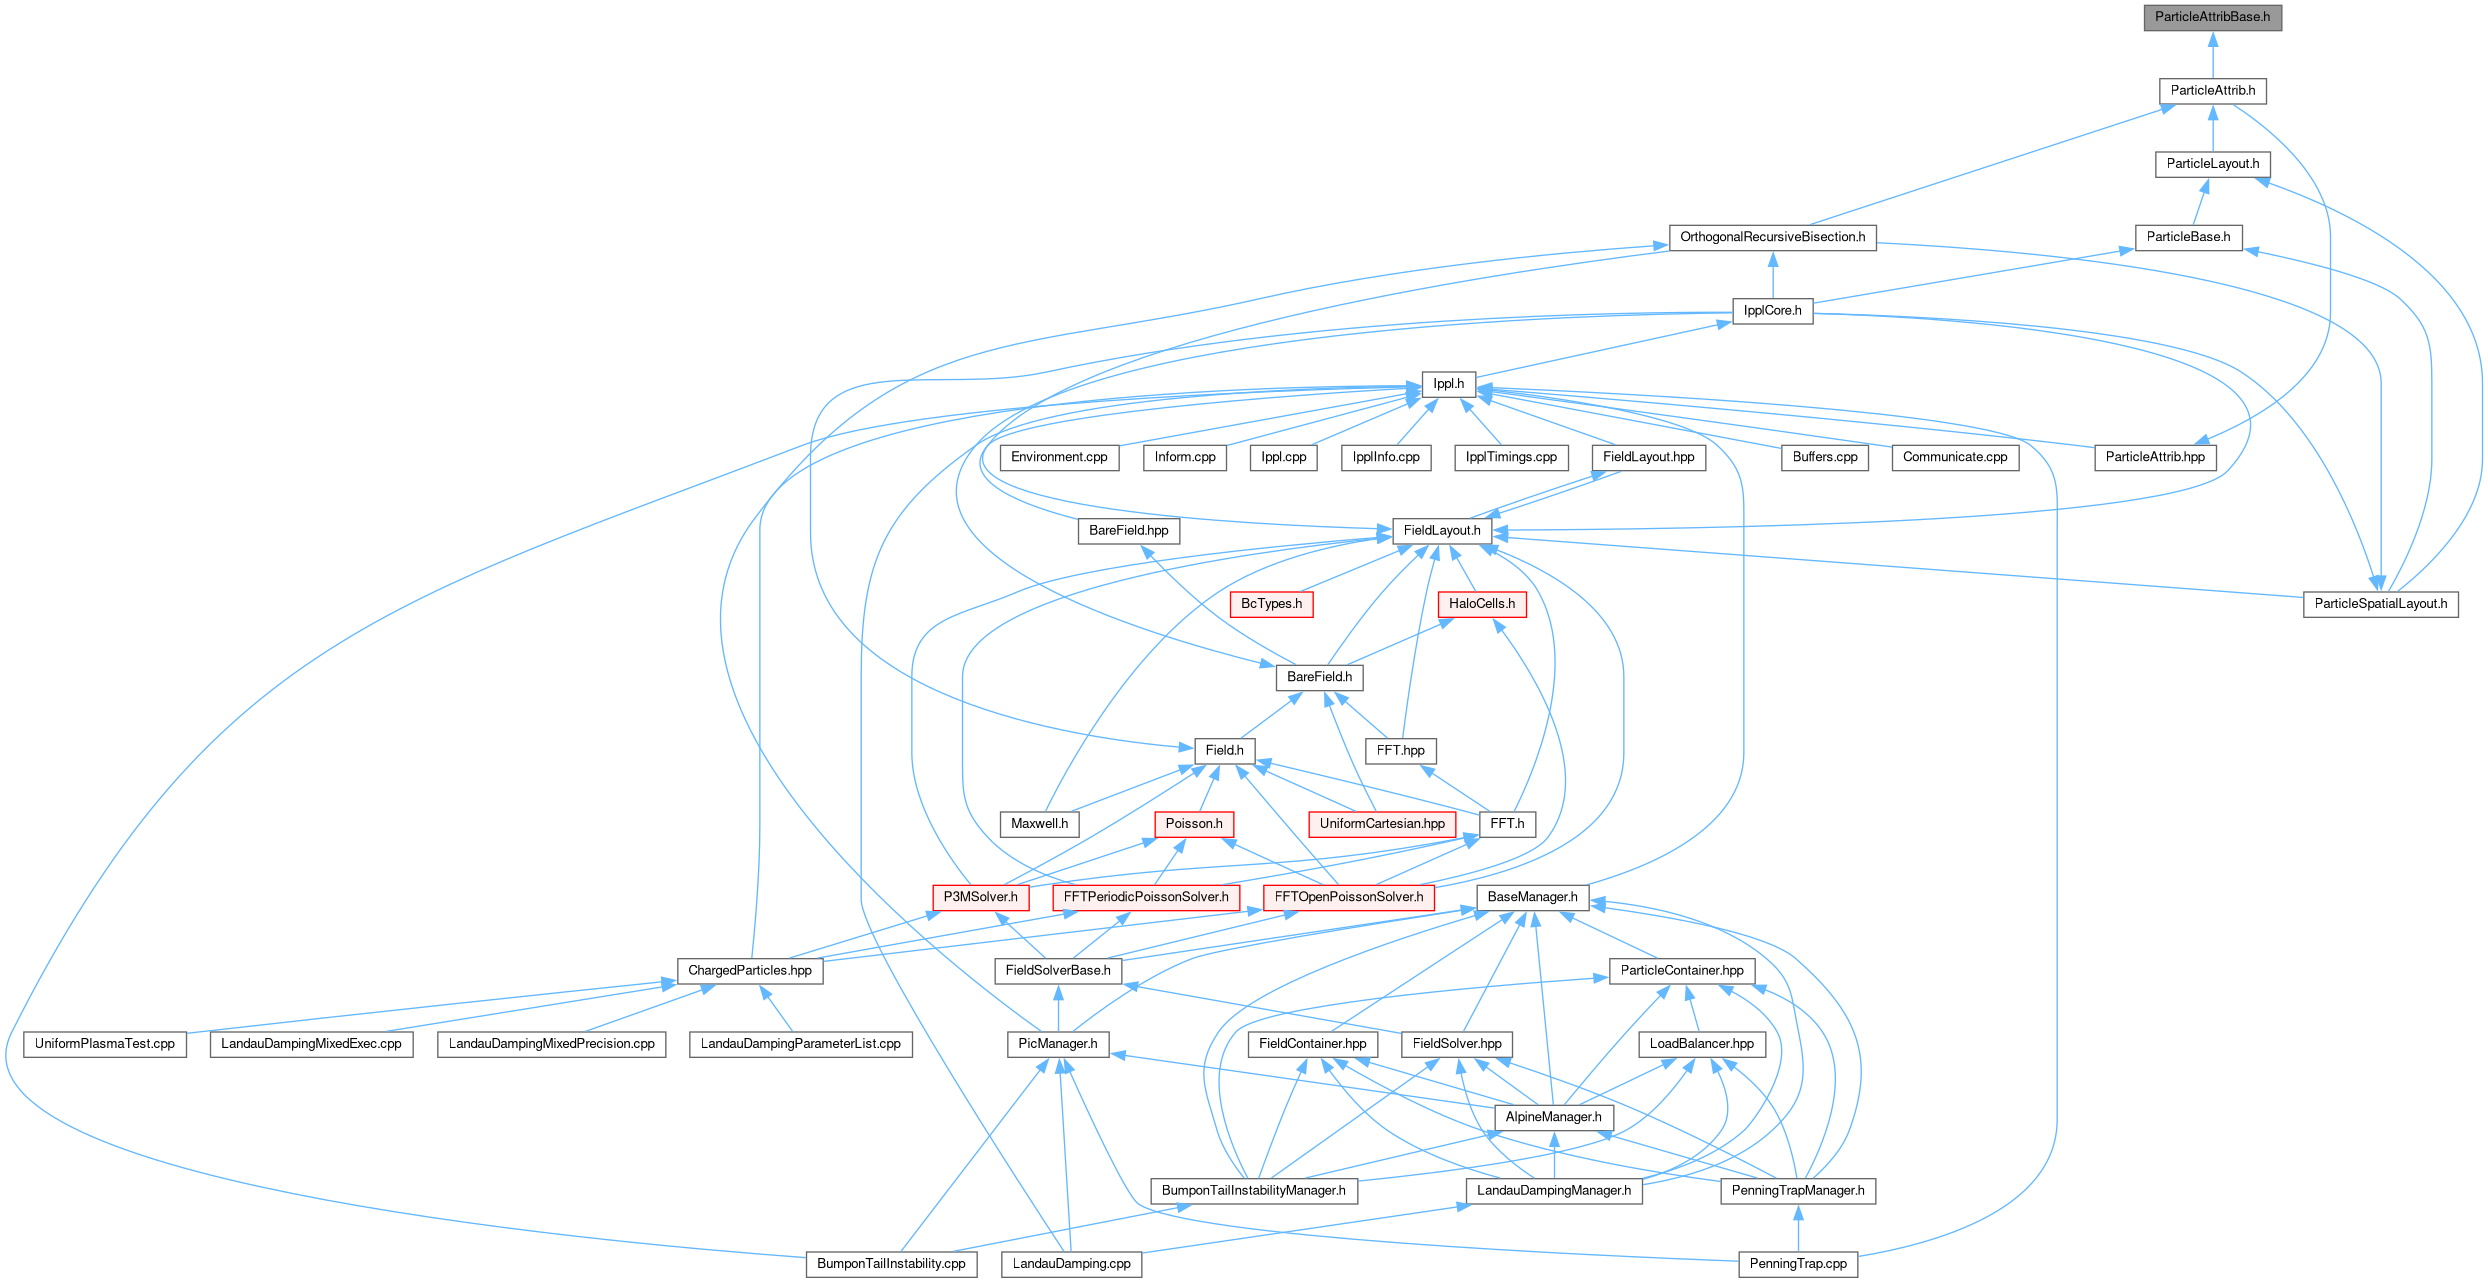 ParticleAttribBase.h
ParticleAttrib.h
ParticleLayout.h
OrthogonalRecursiveBisection.h
ParticleBase.h
IpplCore.h
Ippl.h
Environment.cpp
Inform.cpp
Ippl.cpp
IpplInfo.cpp
IpplTimings.cpp
FieldLayout.hpp
Buffers.cpp
Communicate.cpp
ParticleAttrib.hpp
BareField.hpp
FieldLayout.h
BcTypes.h
HaloCells.h
ParticleSpatialLayout.h
BareField.h
Field.h
FFT.hpp
Maxwell.h
Poisson.h
UniformCartesian.hpp
FFT.h
P3MSolver.h
FFTPeriodicPoissonSolver.h
FFTOpenPoissonSolver.h
BaseManager.h
ChargedParticles.hpp
FieldSolverBase.h
ParticleContainer.hpp
UniformPlasmaTest.cpp
LandauDampingMixedExec.cpp
LandauDampingMixedPrecision.cpp
LandauDampingParameterList.cpp
PicManager.h
FieldContainer.hpp
FieldSolver.hpp
LoadBalancer.hpp
AlpineManager.h
BumponTailInstabilityManager.h
LandauDampingManager.h
PenningTrapManager.h
BumponTailInstability.cpp
LandauDamping.cpp
PenningTrap.cpp